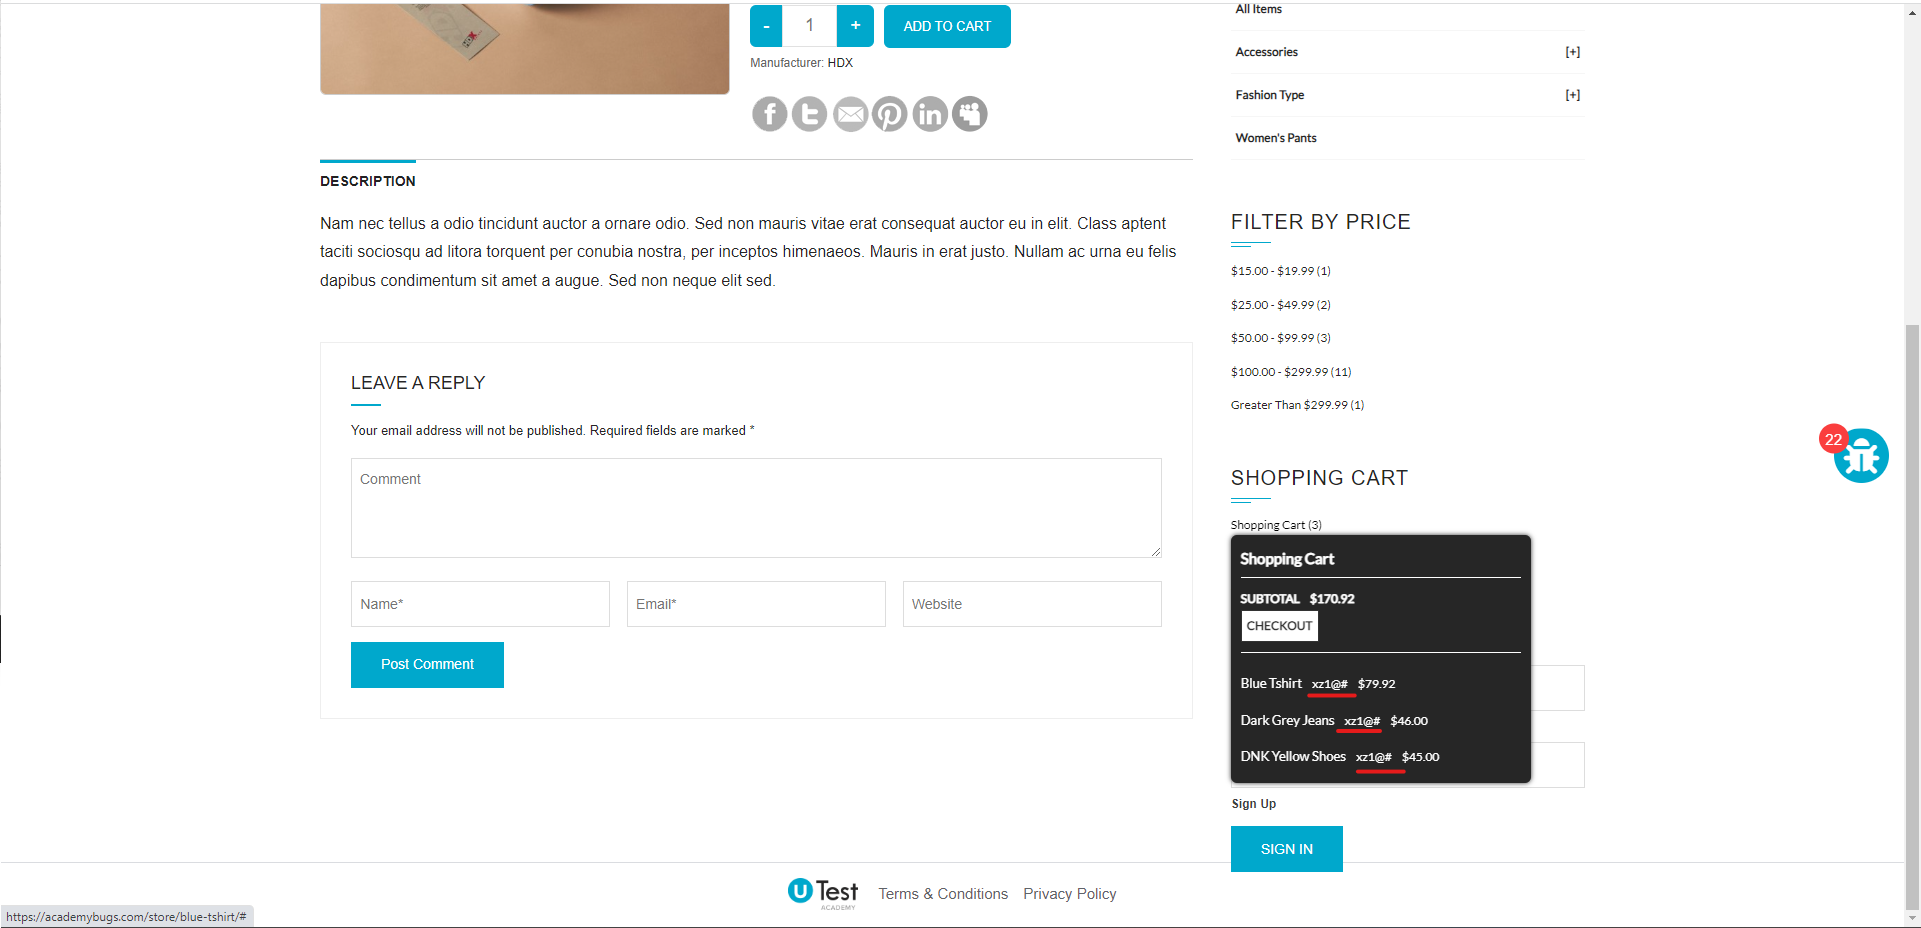 -
1
+
ADD TO CART
Manufacturer: HDX
DESCRIPTION
Nam nec tellus a odio tincidunt auctor a ornare odio. Sed non mauris vitae erat consequat auctor eu in elit. Class aptent
taciti sociosqu ad litora torquent per conubia nostra, per inceptos himenaeos. Mauris in erat justo. Nullam ac urna eu felis
dapibus condimentum sit amet a augue. Sed non neque elit sed.
LEAVE A REPLY
Your email address will not be published. Required fields are marked *
Comment
Name*
Email*
Website
Post Comment
All Items
Accessories [+]
Fashion Type [+]
Women's Pants
FILTER BY PRICE
$15.00 - $19.99 (1)
$25.00 - $49.99 (2)
$50.00 - $99.99 (3)
$100.00 - $299.99 (11)
Greater Than $299.99 (1)
22
SHOPPING CART
Shopping Cart (3)
Shopping Cart
SUBTOTAL $170.92
CHECKOUT
Blue Tshirt xz1@# $79.92
Dark Grey Jeans xz1@# $46.00
DNK Yellow Shoes xz1@# $45.00
Sign Up
SIGN IN
U Test
ACADEMY
Terms & Conditions
Privacy Policy
https://academybugs.com/store/blue-tshirt/#